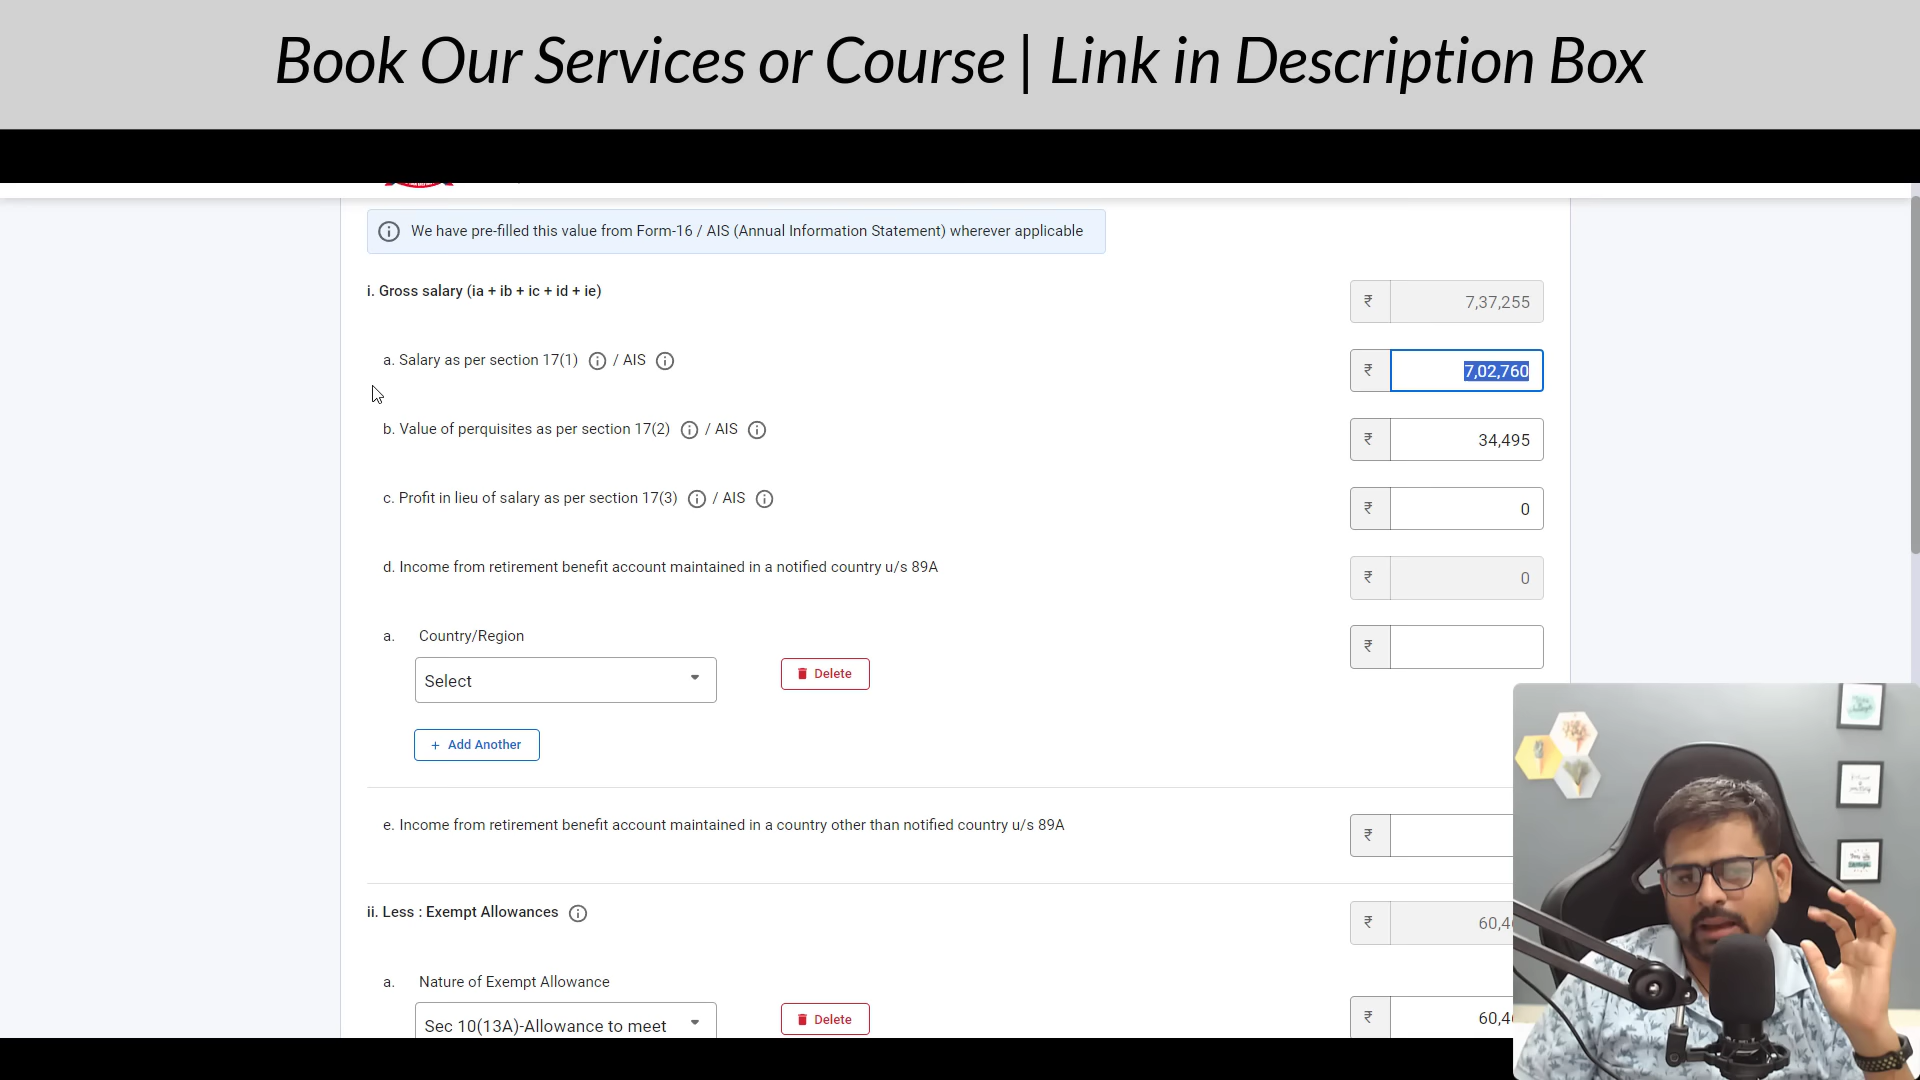 Book Our Services or Course | Link in Description Box
We have pre-filled this value from Form-16 / AIS (Annual Information Statement) wherever applicable
i. Gross salary (ia + ib + ic + id + ie)
₹ 7,37,255
a. Salary as per section 17(1) / AIS
₹ 7,02,760
b. Value of perquisites as per section 17(2) / AIS
₹ 34,495
c. Profit in lieu of salary as per section 17(3) / AIS
₹ 0
d. Income from retirement benefit account maintained in a notified country u/s 89A
₹ 0
a. Country/Region
₹
Select
Delete
+ Add Another
e. Income from retirement benefit account maintained in a country other than notified country u/s 89A
₹
ii. Less : Exempt Allowances
₹ 60,4
a. Nature of Exempt Allowance
Sec 10(13A)-Allowance to meet
Delete
₹ 60,4